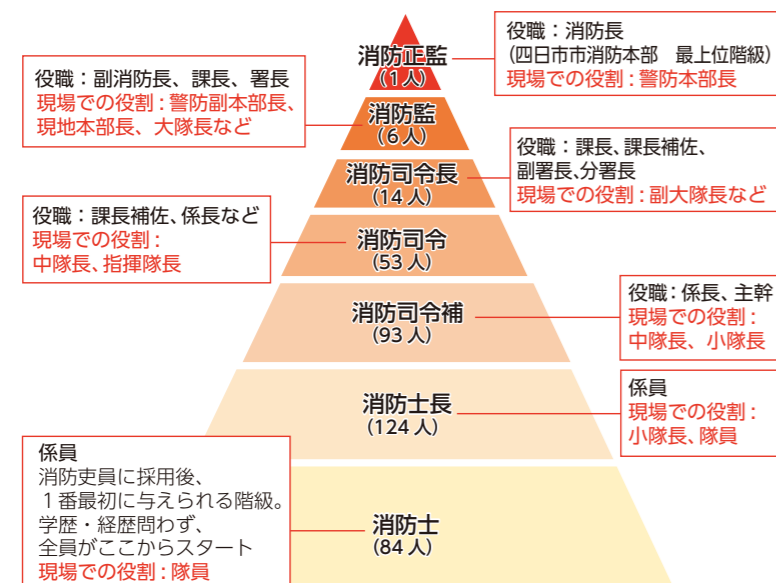 消防正監
(1人)
役職：消防長
(四日市市消防本部　最上位階級)
現場での役割：警防本部長
役職：副消防長、課長、署長
現場での役割：警防副本部長、
現地本部長、大隊長など
消防監
(6人)
役職：課長、課長補佐、
副署長、分署長
現場での役割：副大隊長など
消防司令長
(14人)
役職：課長補佐、係長など
現場での役割：
中隊長、指揮隊長
消防司令
(53人)
役職：係長、主幹
現場での役割：
中隊長、小隊長
消防司令補
(93人)
係員
現場での役割：
小隊長、隊員
消防士長
(124人)
係員
消防吏員に採用後、
１番最初に与えられる階級。
学歴・経歴問わず、
全員がここからスタート
現場での役割：隊員
消防士
(84人)